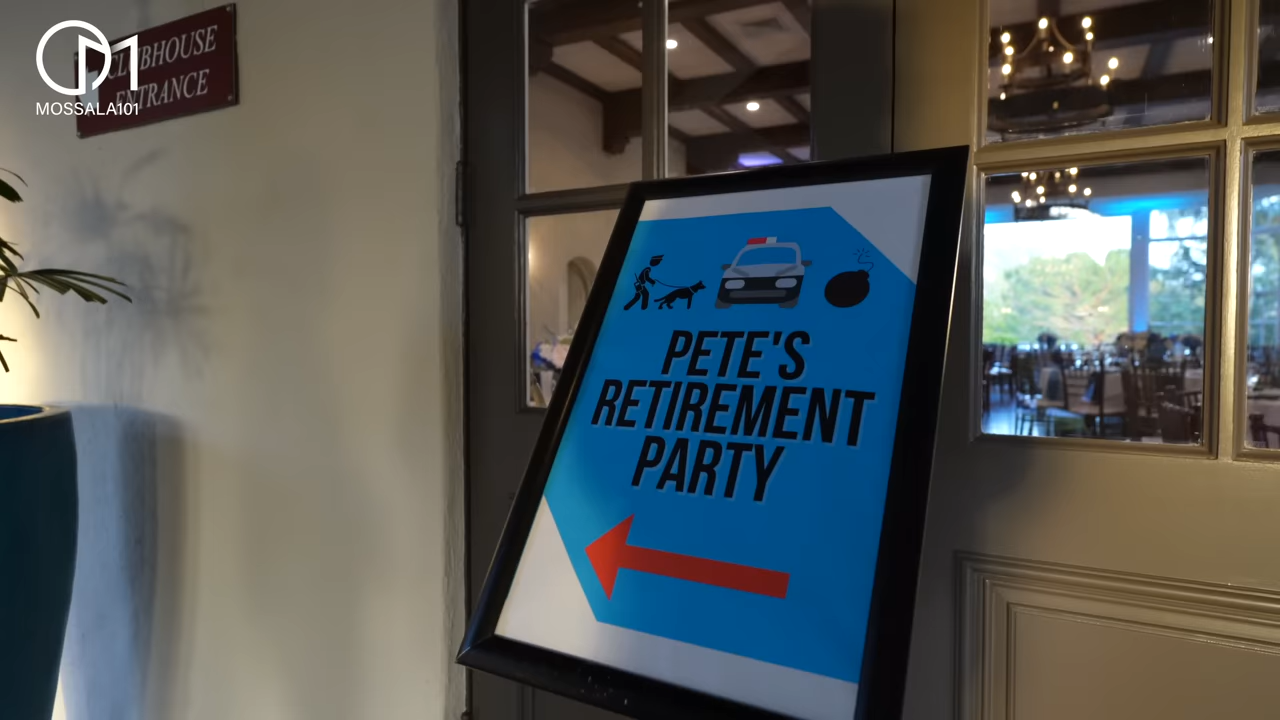 CLUBHOUSE
ENTRANCE
MOSSALA101
PETE'S
RETIREMENT
PARTY